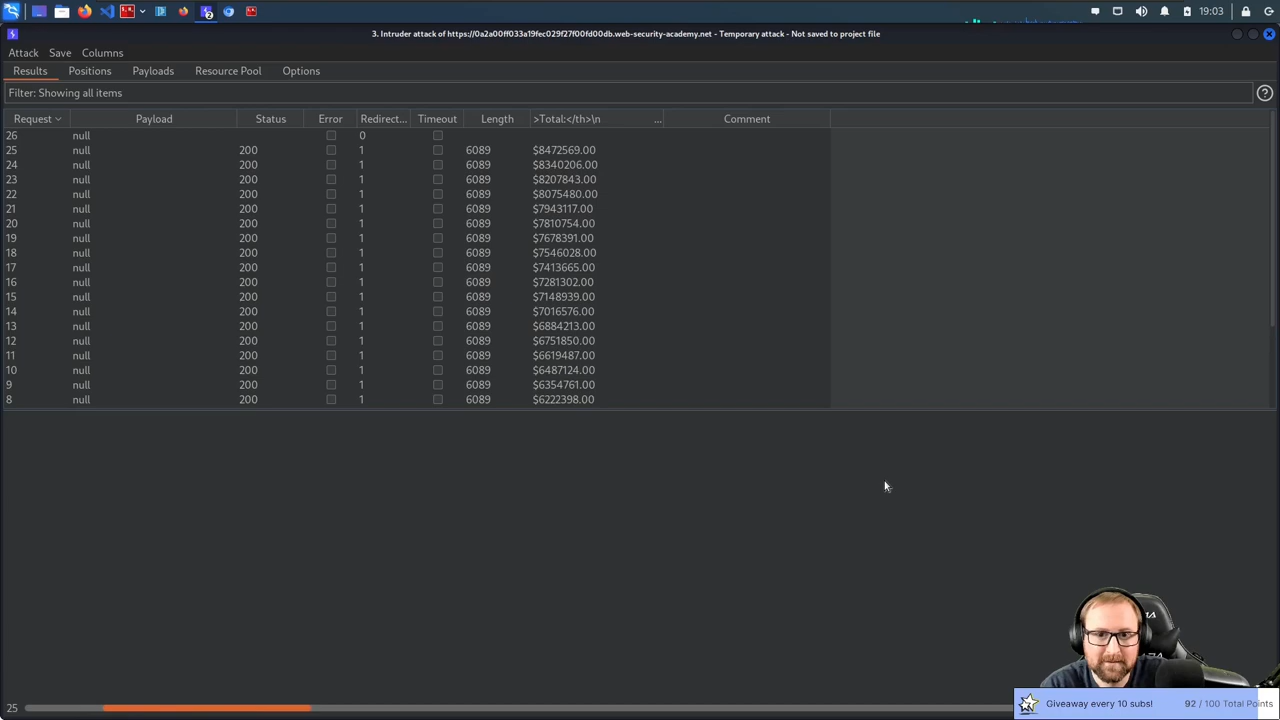 19:03
3. Intruder attack of https://0a2a00ff033a19fec029f27f00fd00db.web-security-academy.net - Temporary attack - Not saved to project file
Attack Save Columns
Results Positions Payloads Resource Pool Options
Filter: Showing all items
Request Payload Status Error Redirect... Timeout Length >Total:</th>\n ... Comment
26 null 0
25 null 200 1 6089 $8472569.00
24 null 200 1 6089 $8340206.00
23 null 200 1 6089 $8207843.00
22 null 200 1 6089 $8075480.00
21 null 200 1 6089 $7943117.00
20 null 200 1 6089 $7810754.00
19 null 200 1 6089 $7678391.00
18 null 200 1 6089 $7546028.00
17 null 200 1 6089 $7413665.00
16 null 200 1 6089 $7281302.00
15 null 200 1 6089 $7148939.00
14 null 200 1 6089 $7016576.00
13 null 200 1 6089 $6884213.00
12 null 200 1 6089 $6751850.00
11 null 200 1 6089 $6619487.00
10 null 200 1 6089 $6487124.00
9 null 200 1 6089 $6354761.00
8 null 200 1 6089 $6222398.00
25
Giveaway every 10 subs! 92 / 100 Total Points